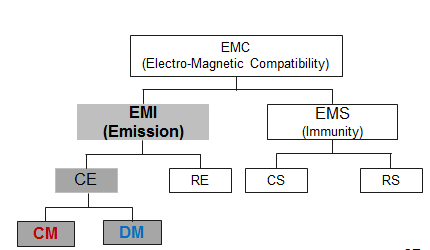 EMC
(Electro-Magnetic Compatibility)
EMI
(Emission)
EMS
(Immunity)
CE
RE
CS
RS
CM
DM